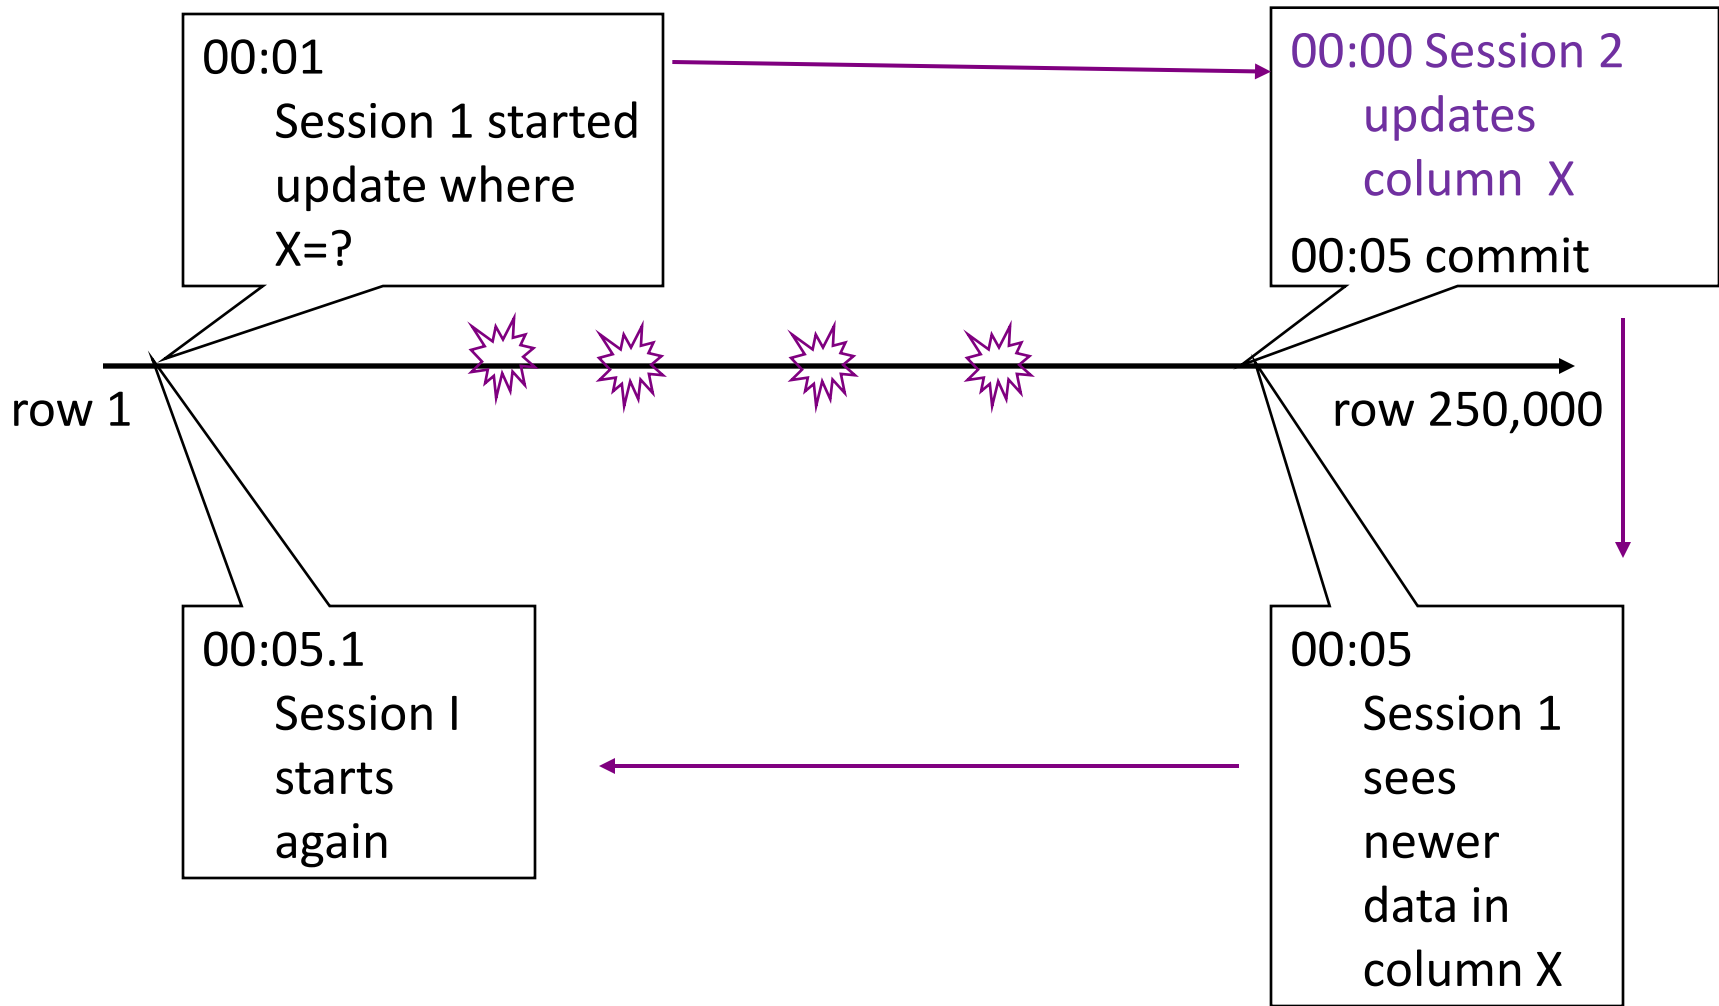 00:01
Session 1 started
update where
X=?
00:00 Session 2
updates
column X
00:05 commit
row 1
row 250,000
00:05.1
Session I
starts
again
00:05
Session 1
sees
newer
data in
column X